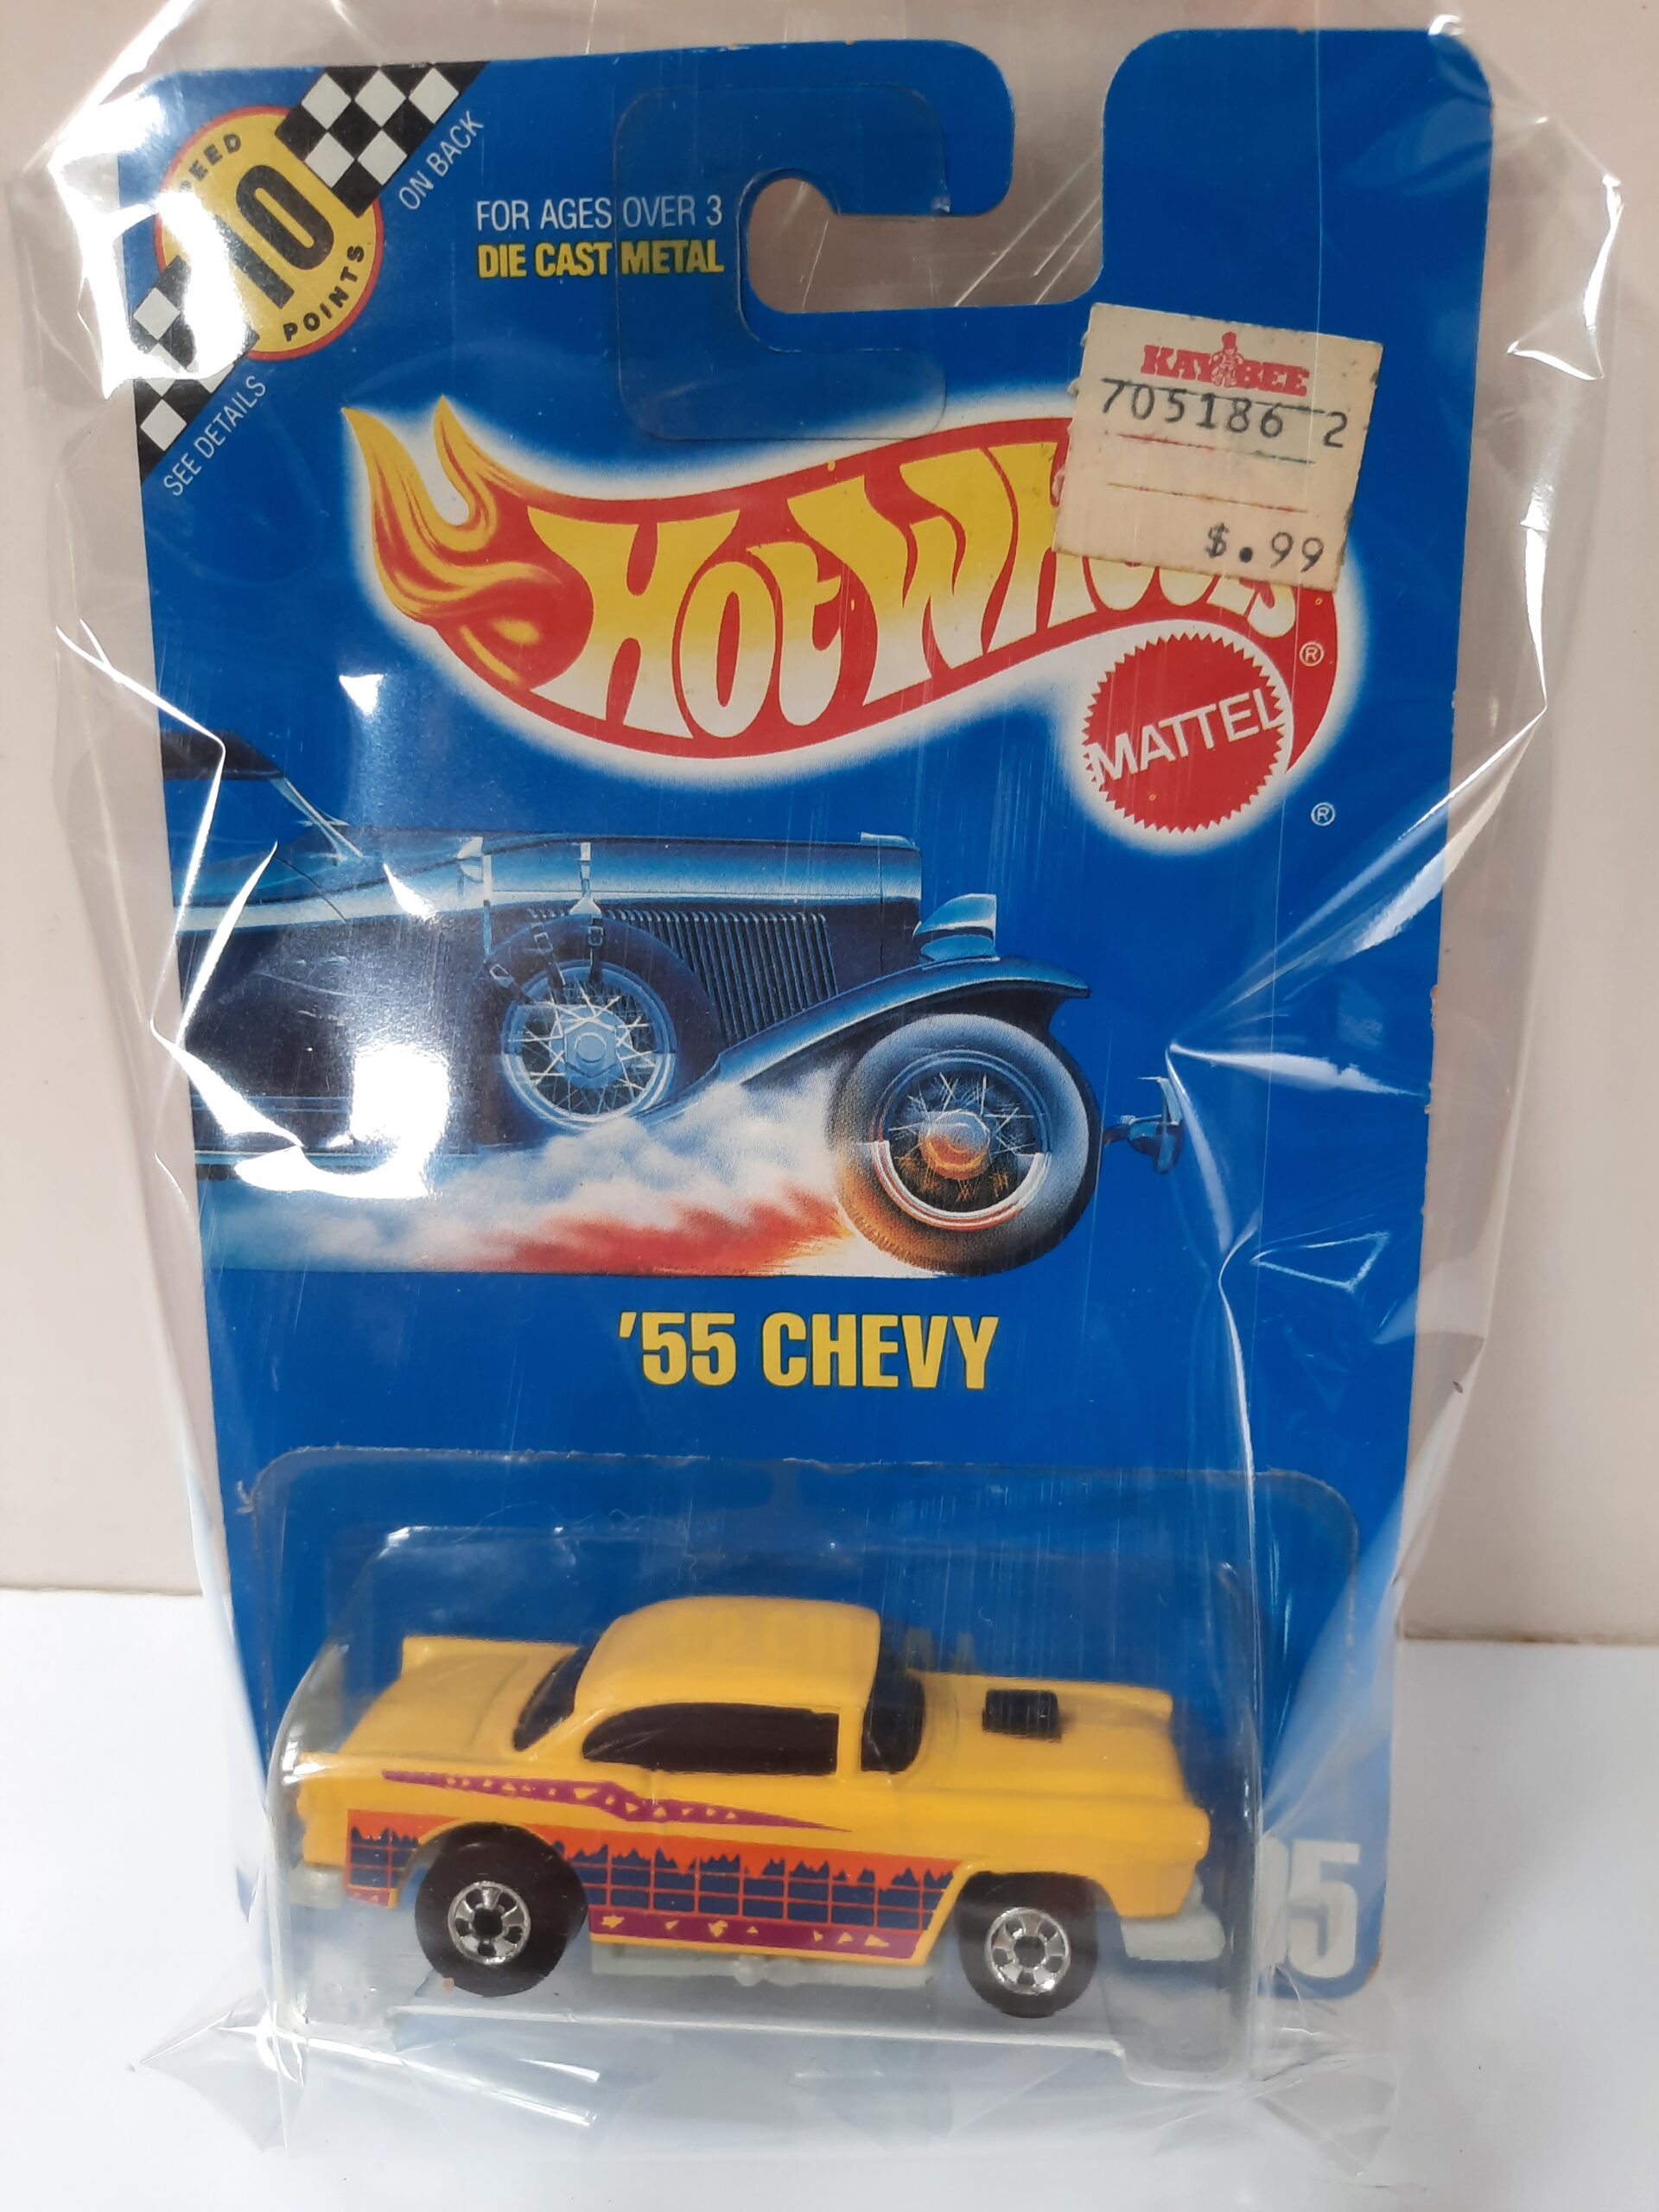 10
POINTS
ON BACK
SEE DETAILS
FOR AGES OVER 3
DIE CAST METAL
KAY BEE
705186 2
$.99
HOT WHEELS
®
MATTEL
®
'55 CHEVY